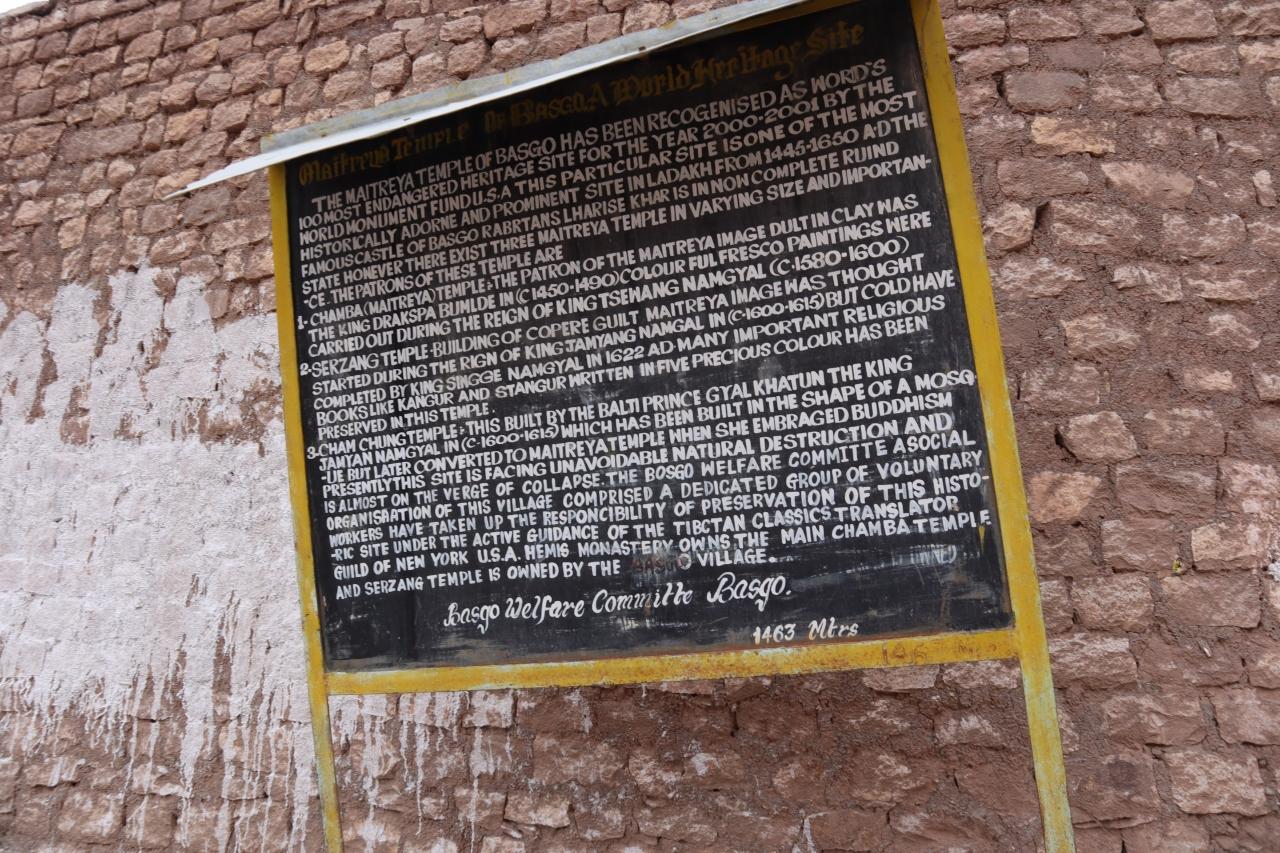 Maitreya Temple Of Basgo.A World Heritage Site
THE MAITREYA TEMPLE OF BASGO HAS BEEN RECOGENISED AS WORD'S
100 MOST ENDANGERED HERITAGE SITE FOR THE YEAR 2000-2001 BY THE
WORLD MONUMENT FUND U.S.A THIS PARTICULAR SITE IS ONE OF THE MOST
HISTORICALLY ADORNE AND PROMINENT SITE IN LADAKH FROM 1445-1650 A.D THE
FAMOUS CASTLE OF BASGO RABRTANS LHARISE KHAR IS IN NON COMPLETE RUIND
STATE HONEVER THERE EXIST THREE MAITREYA TEMPLE IN VARYING SIZE AND IMPORTAN-
-CE. THE PATRONS OF THESE TEMPLE ARE
1- CHAMBA (MAITREYA) TEMPLE: THE PATRON OF THE MAITREYA IMAGE DULT IN CLAY NAS
THE KING DRAKSPA BUMLDE IN (C 1450-1490) COLOUR FUL FRESCO PAINTINGS WERE
CARRIED OUT DURING THE REIGN OF KING TSEHANG NAMGYAL (C.1580-1600)
2-SERZANG TEMPLE-BUILDING OF COPERE GUILT MAITREYA IMAGE HAS THOUGHT
STARTED DURING THE RIGN OF KING JAMYANG NAMGAL IN (C-1600-1615) BUT COLD HAVE
COMPLETED BY KING SINGGE NAMGYAL IN 1622 AD-MANY IMPORTANT RELIGIOUS
BOOKS LIKE KANGUR AND STANGUR WRITTEN IN FIVE PRECIOUS COLOUR HAS BEEN
PRESERVED IN THIS TEMPLE.
3-CHAM CHUNG TEMPLE: THIS BUILT BY THE BALTI PRINCE GYAL KHATUN THE KING
JAMYAN NAMGYAL IN (C-1600-1615) WHICH HAS BEEN BUILT IN THE SHAPE OF A MOSQ-
-UE BUT LATER CONVERTED TO MAITREYA TEMPLE WHEN SHE EMBRAGED BUDDHISM
PRESENTLY THIS SITE IS FACING UNAVOIDABLE NATURAL DESTRUCTION AND
IS ALMOST ON THE VERGE OF COLLAPSE. THE BOSGO WELFARE COMMITTE ASOCIAL
ORGANISATION OF THIS VILLAGE COMPRISED A DEDICATED GROUP OF VOLUNTARY
WORKERS HAVE TAKEN UP THE RESPONCIBILITY OF PRESERVATION OF THIS HISTO-
-RIC SITE UNDER THE ACTIVE GUIDANCE OF THE TIBCTAN CLASSICS TRANSLATOR
GUILD OF NEW YORK U.S.A. HEMIS MONASTERY OWNS THE MAIN CHAMBA TEMPLE
AND SERZANG TEMPLE IS OWNED BY THE BASGO VILLAGE.
Basgo Welfare Committe Basgo.
1463 Mtrs